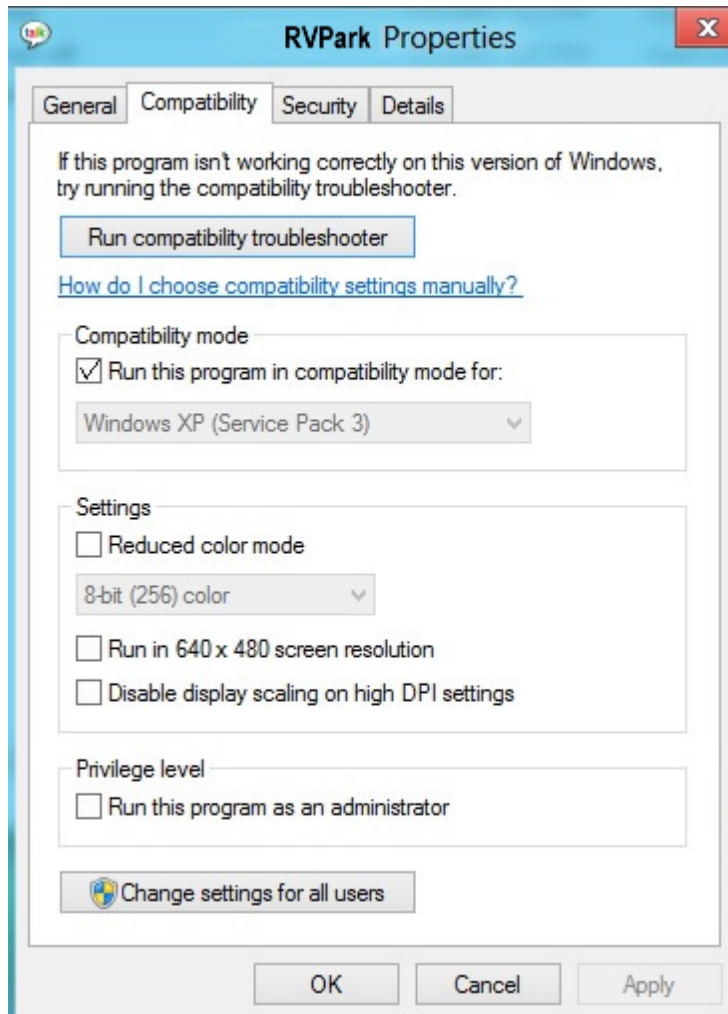 talk
RVPark Properties
x
General Compatibility Security Details
If this program isn't working correctly on this version of Windows,
try running the compatibility troubleshooter.
Run compatibility troubleshooter
How do I choose compatibility settings manually?
Compatibility mode
Run this program in compatibility mode for:
Windows XP (Service Pack 3)
Settings
Reduced color mode
8-bit (256) color
Run in 640 x 480 screen resolution
Disable display scaling on high DPI settings
Privilege level
Run this program as an administrator
Change settings for all users
OK Cancel Apply